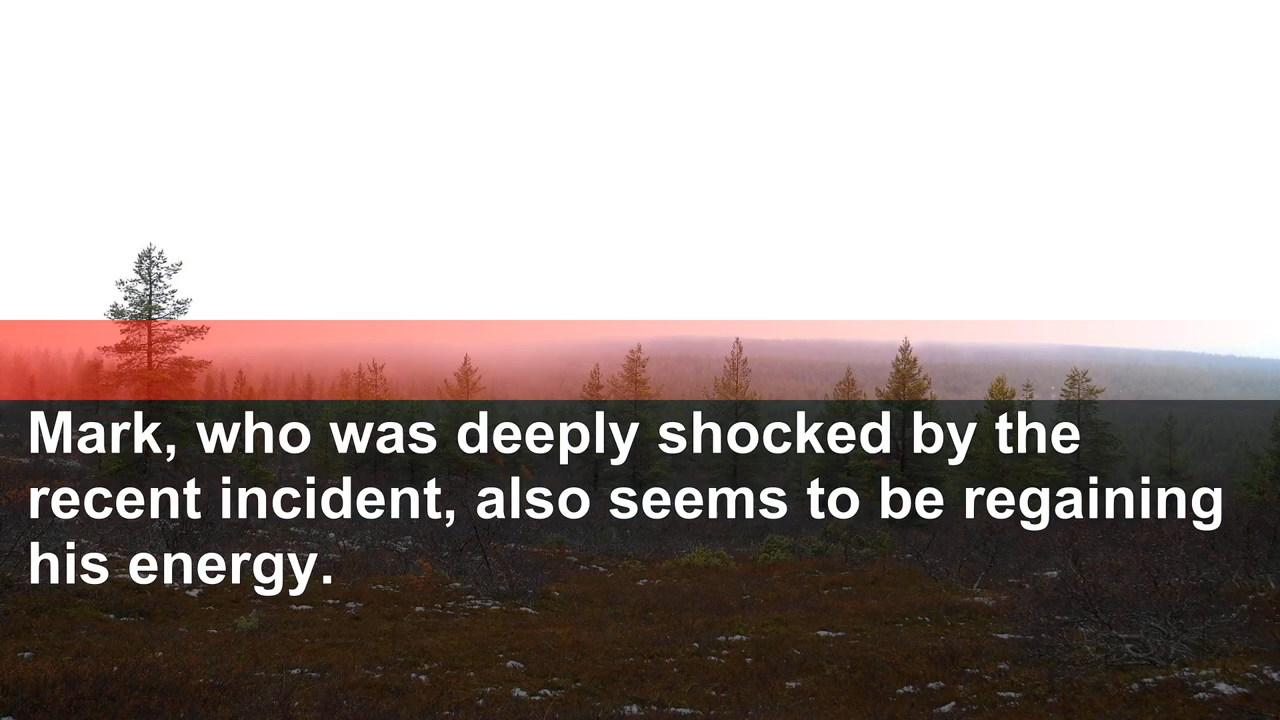 Mark, who was deeply shocked by the
recent incident, also seems to be regaining
his energy.